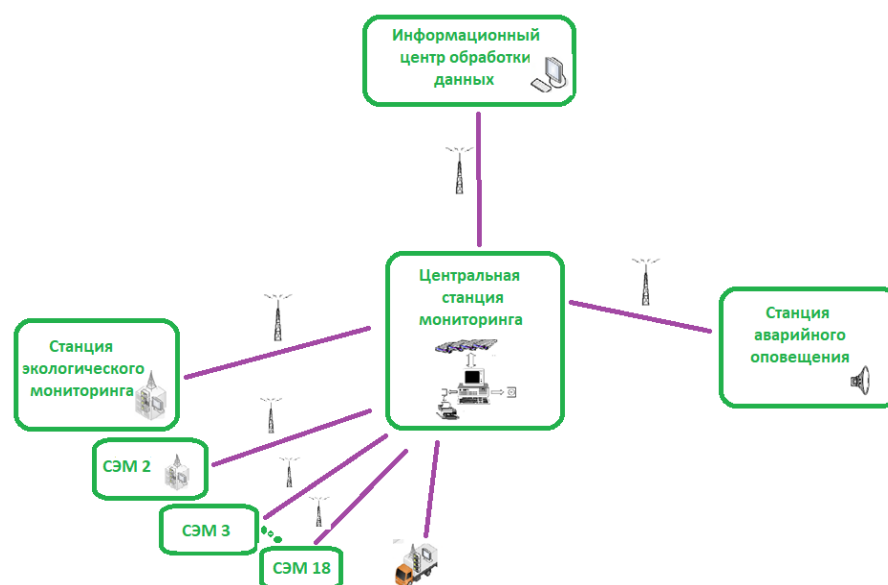 Информационный
центр обработки
данных
Центральная
станция
мониторинга
Станция
аварийного
оповещения
Станция
экологического
мониторинга
СЭМ 2
СЭМ 3
СЭМ 18